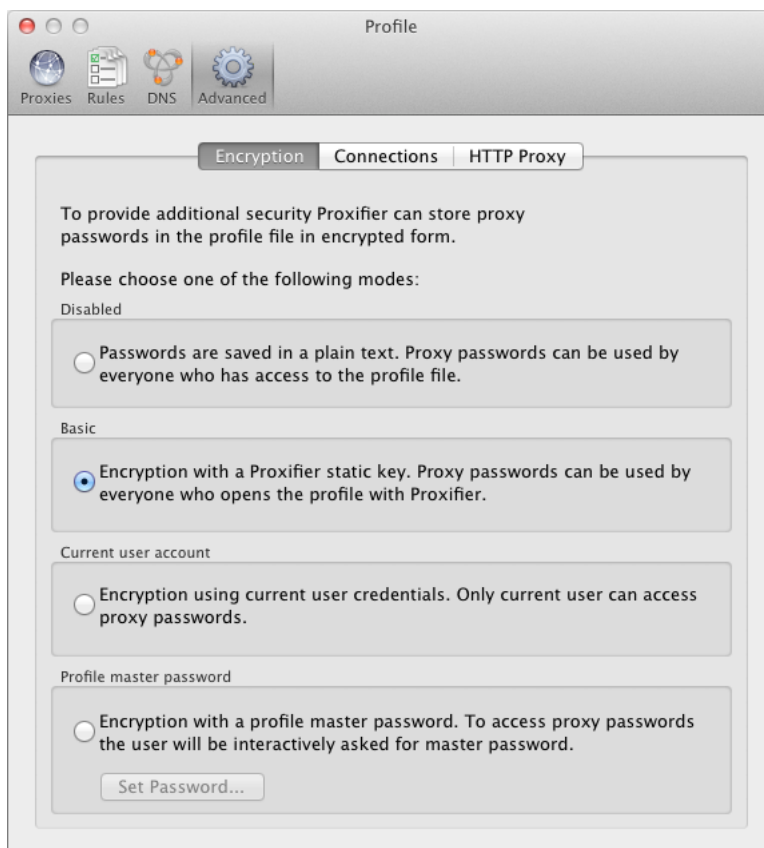 Profile
Proxies Rules DNS Advanced
Encryption Connections HTTP Proxy
To provide additional security Proxifier can store proxy
passwords in the profile file in encrypted form.
Please choose one of the following modes:
Disabled
Passwords are saved in a plain text. Proxy passwords can be used by
everyone who has access to the profile file.
Basic
Encryption with a Proxifier static key. Proxy passwords can be used by
everyone who opens the profile with Proxifier.
Current user account
Encryption using current user credentials. Only current user can access
proxy passwords.
Profile master password
Encryption with a profile master password. To access proxy passwords
the user will be interactively asked for master password.
Set Password...